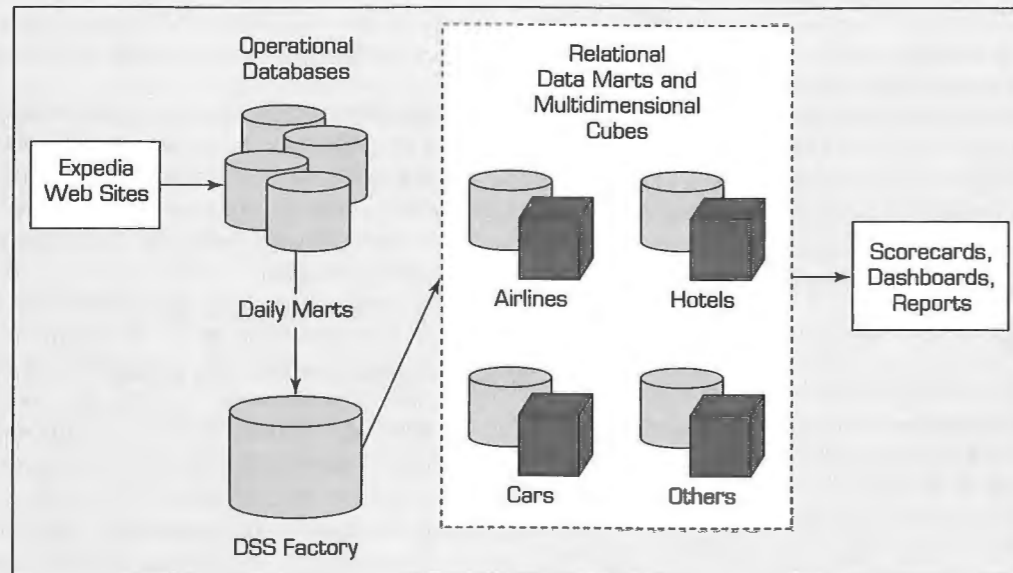 Operational
Databases
Expedia
Web Sites
Daily Marts
DSS Factory
Relational
Data Marts and
Multidimensional
Cubes
Airlines
Hotels
Cars
Others
Scorecards,
Dashboards,
Reports